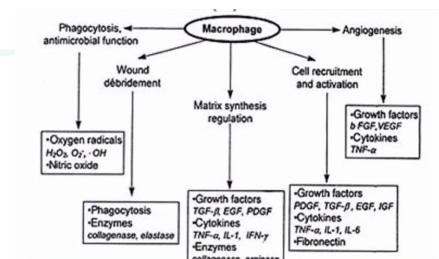 Phagocytosis,
antimicrobial function
Macrophage
Angiogenesis
Wound
débridement
Matrix synthesis
regulation
Cell recruitment
and activation
•Oxygen radicals
H₂O₂, O₂⁻, ·OH
•Nitric oxide
•Phagocytosis
•Enzymes
collagenase, elastase
•Growth factors
TGF-β, EGF, PDGF
•Cytokines
TNF-α, IL-1, IFN-γ
•Enzymes
collagenase, arginase
•Growth factors
PDGF, TGF-β, EGF, IGF
•Cytokines
TNF-α, IL-1, IL-6
•Fibronectin
•Growth factors
b FGF, VEGF
•Cytokines
TNF-α